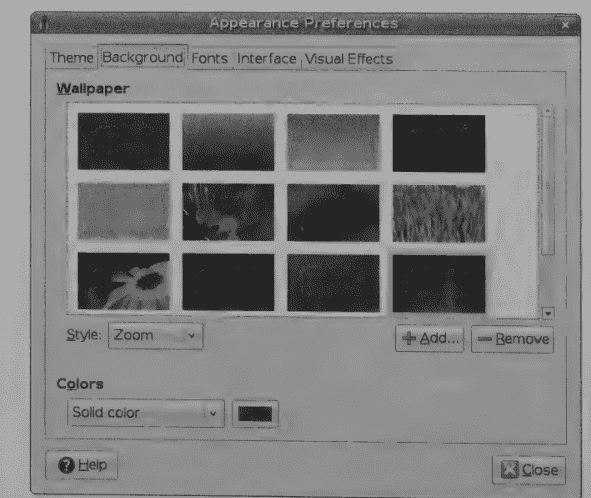 Appearance Preferences
Theme Background Fonts Interface Visual Effects
Wallpaper
Style: Zoom Add... Remove
Colors
Solid color
Help Close